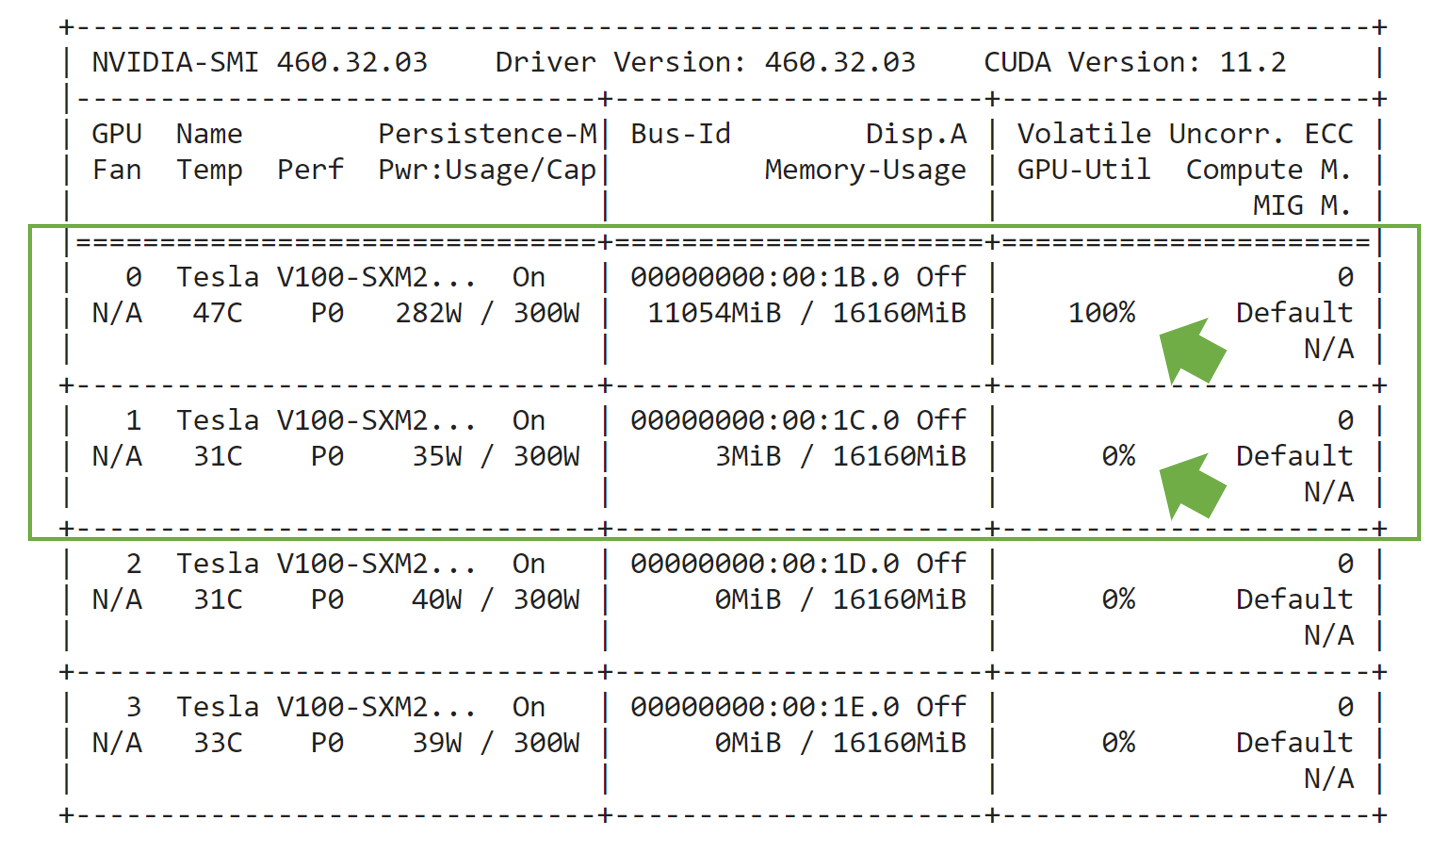 +-----------------------------------------------------------------------------+
| NVIDIA-SMI 460.32.03    Driver Version: 460.32.03    CUDA Version: 11.2     |
|-------------------------------+----------------------+----------------------+
| GPU  Name        Persistence-M| Bus-Id        Disp.A | Volatile Uncorr. ECC |
| Fan  Temp  Perf  Pwr:Usage/Cap|         Memory-Usage | GPU-Util  Compute M. |
|                               |                      |               MIG M. |
|===============================+======================+======================|
|   0  Tesla V100-SXM2...  On   | 00000000:00:1B.0 Off |                    0 |
| N/A   47C    P0   282W / 300W |  11054MiB / 16160MiB |    100%      Default |
|                               |                      |                  N/A |
+-------------------------------+----------------------+----------------------+
|   1  Tesla V100-SXM2...  On   | 00000000:00:1C.0 Off |                    0 |
| N/A   31C    P0    35W / 300W |      3MiB / 16160MiB |      0%      Default |
|                               |                      |                  N/A |
+-------------------------------+----------------------+----------------------+
|   2  Tesla V100-SXM2...  On   | 00000000:00:1D.0 Off |                    0 |
| N/A   31C    P0    40W / 300W |      0MiB / 16160MiB |      0%      Default |
|                               |                      |                  N/A |
+-------------------------------+----------------------+----------------------+
|   3  Tesla V100-SXM2...  On   | 00000000:00:1E.0 Off |                    0 |
| N/A   33C    P0    39W / 300W |      0MiB / 16160MiB |      0%      Default |
|                               |                      |                  N/A |
+-------------------------------+----------------------+----------------------+